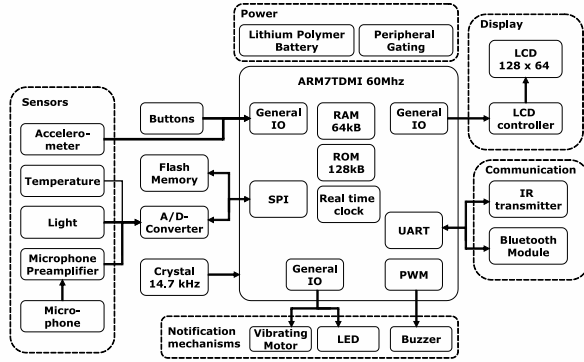 Power
Lithium Polymer
Battery
Peripheral
Gating
Display
LCD
128 x 64
LCD
controller
ARM7TDMI 60Mhz
General
IO
RAM
64kB
General
IO
ROM
128kB
SPI
Real time
clock
UART
General
IO
PWM
Sensors
Accelero-
meter
Temperature
Light
Microphone
Preamplifier
Micro-
phone
Buttons
Flash
Memory
A/D-
Converter
Crystal
14.7 kHz
Communication
IR
transmitter
Bluetooth
Module
Notification
mechanisms
Vibrating
Motor
LED
Buzzer